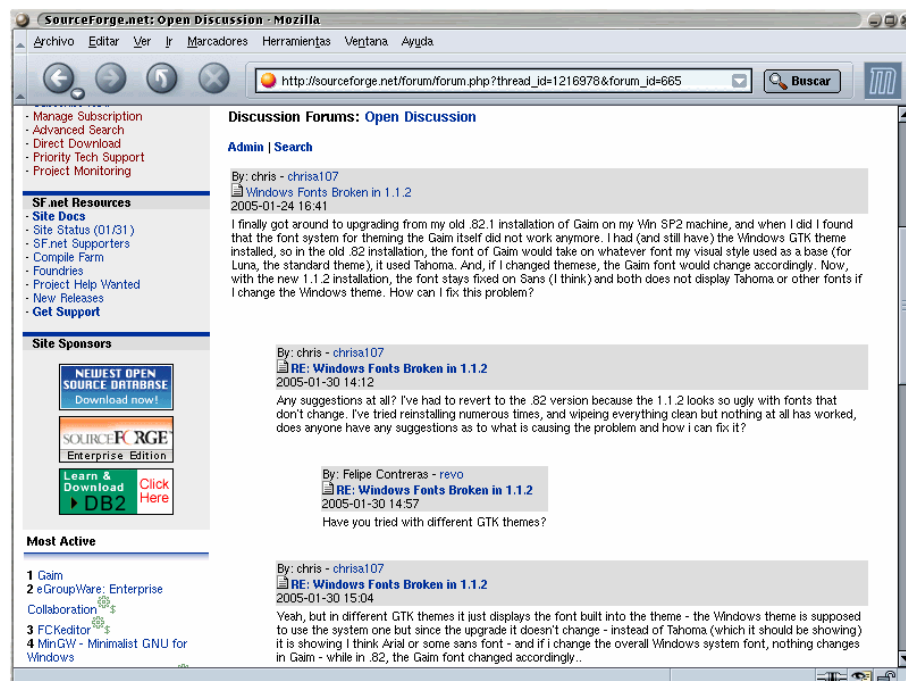 SourceForge.net: Open Discussion - Mozilla
Archivo Editar Ver Ir Marcadores Herramientas Ventana Ayuda
http://sourceforge.net/forum/forum.php?thread_id=1216978&forum_id=665
Buscar
- Manage Subscription
- Advanced Search
- Direct Download
- Priority Tech Support
- Project Monitoring
SF.net Resources
- Site Docs
- Site Status (01/31)
- SF.net Supporters
- Compile Farm
- Foundries
- Project Help Wanted
- New Releases
- Get Support
Site Sponsors
NEWEST OPEN
SOURCE DATABASE
Download now!
SOURCEFORGE
Enterprise Edition
Learn &
Download
DB2
Click
Here
Most Active
1 Gaim
2 eGroupWare: Enterprise
Collaboration $
3 FCKeditor $
4 MinGW - Minimalist GNU for
Windows
Discussion Forums: Open Discussion
Admin | Search
By: chris - chrisa107
Windows Fonts Broken in 1.1.2
2005-01-24 16:41
I finally got around to upgrading from my old .82.1 installation of Gaim on my Win SP2 machine, and when I did I found
that the font system for theming the Gaim itself did not work anymore. I had (and still have) the Windows GTK theme
installed, so in the old .82 installation, the font of Gaim would take on whatever font my visual style used as a base (for
Luna, the standard theme), it used Tahoma. And, if I changed themese, the Gaim font would change accordingly. Now,
with the new 1.1.2 installation, the font stays fixed on Sans (I think) and both does not display Tahoma or other fonts if
I change the Windows theme. How can I fix this problem?
By: chris - chrisa107
RE: Windows Fonts Broken in 1.1.2
2005-01-30 14:12
Any suggestions at all? I've had to revert to the .82 version because the 1.1.2 looks so ugly with fonts that
don't change. I've tried reinstalling numerous times, and wipeing everything clean but nothing at all has worked,
does anyone have any suggestions as to what is causing the problem and how i can fix it?
By: Felipe Contreras - revo
RE: Windows Fonts Broken in 1.1.2
2005-01-30 14:57
Have you tried with different GTK themes?
By: chris - chrisa107
RE: Windows Fonts Broken in 1.1.2
2005-01-30 15:04
Yeah, but in different GTK themes it just displays the font built into the theme - the Windows theme is supposed
to use the system one but since the upgrade it doesn't change - instead of Tahoma (which it should be showing)
it is showing I think Arial or some sans font - and if i change the overall Windows system font, nothing changes
in Gaim - while in .82, the Gaim font changed accordingly..